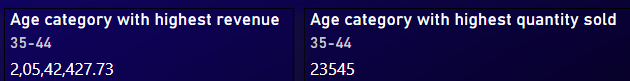 Age category with highest revenue
35-44
2,05,42,427.73
Age category with highest quantity sold
35-44
23545